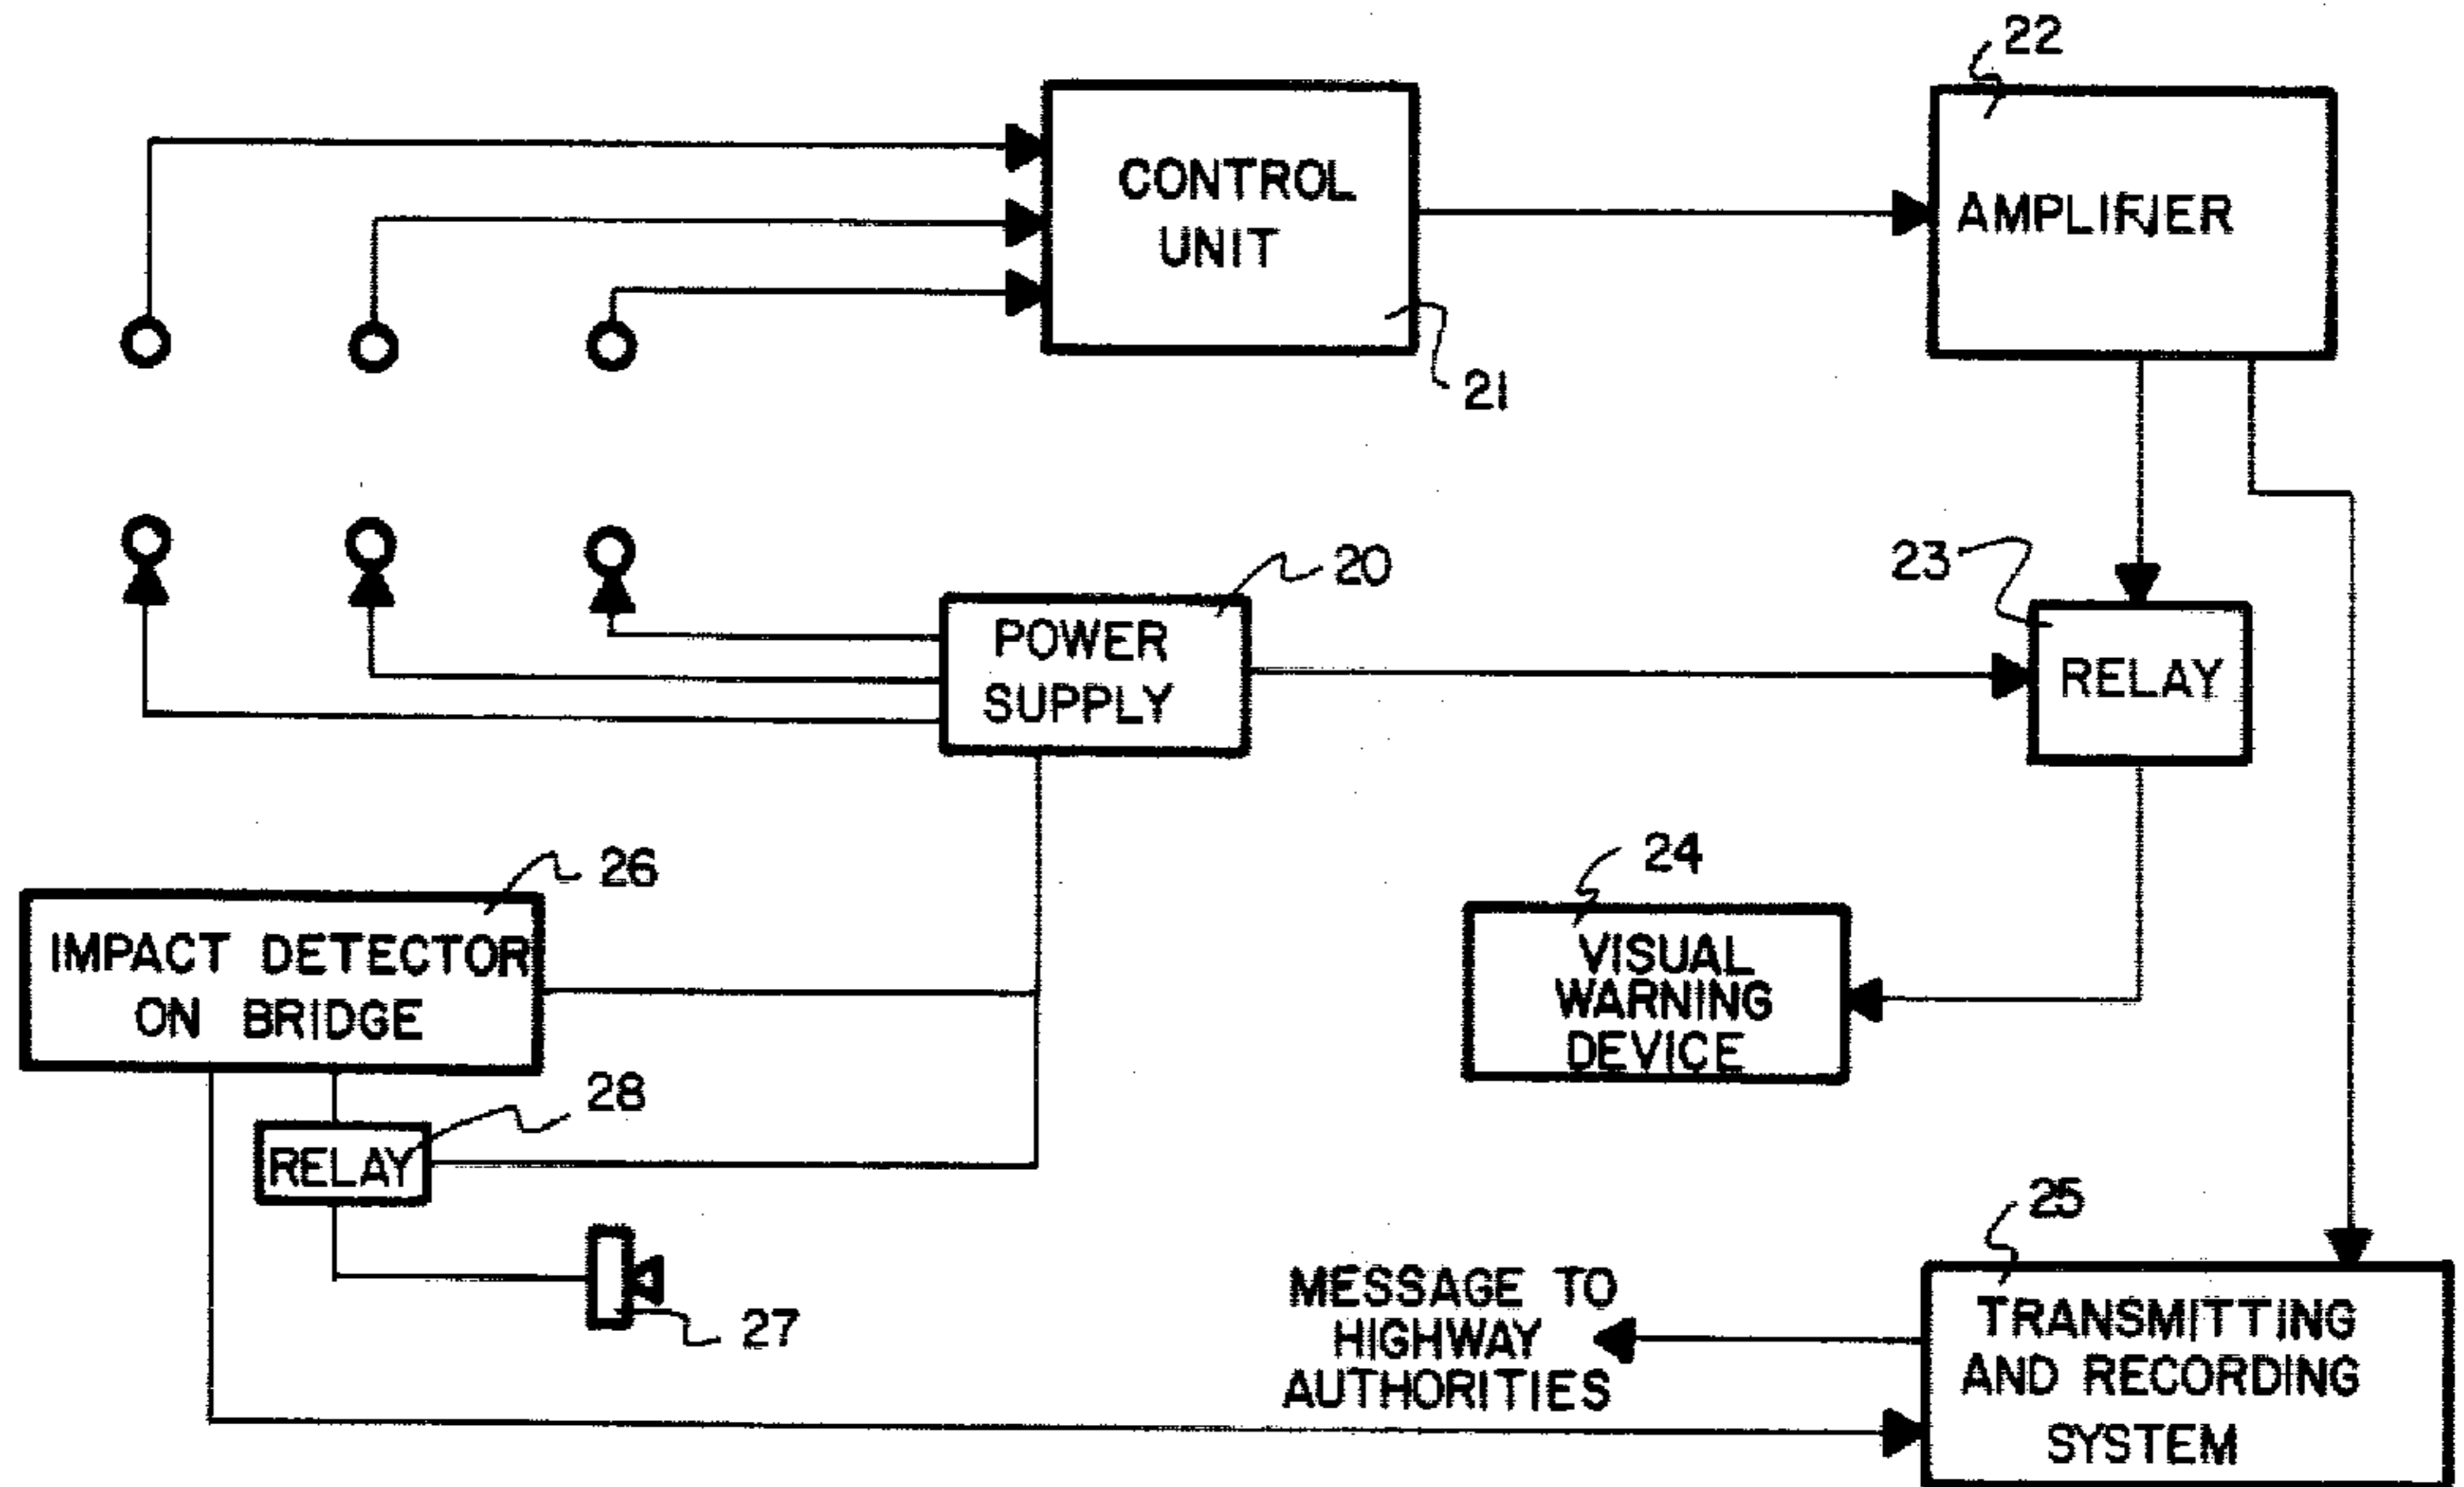 22
CONTROL
UNIT
AMPLIFIER
21
20
23
POWER
SUPPLY
RELAY
24
26
VISUAL
WARNING
DEVICE
IMPACT DETECTOR
ON BRIDGE
28
RELAY
25
27
MESSAGE TO
HIGHWAY
AUTHORITIES
TRANSMITTING
AND RECORDING
SYSTEM